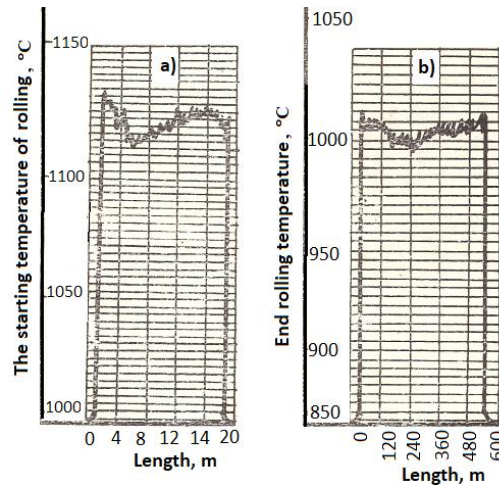 The starting temperature of rolling, °C
1150
1100
1050
1000
a)
0 4 8 12 14 20
Length, m
End rolling temperature, °C
1050
1000
950
900
850
b)
0 120 240 360 480 600
Length, m